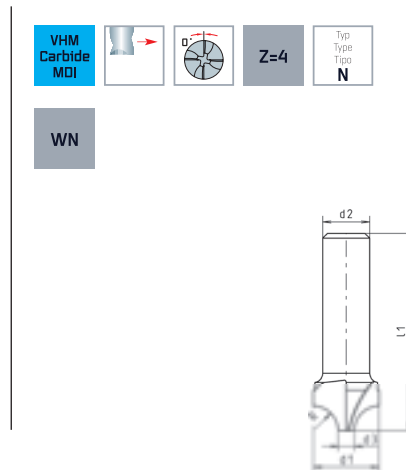 VHM
Carbide
MDI
0°
Z=4
Typ
Type
Tipo
N
WN
d2
l1
d3
d1